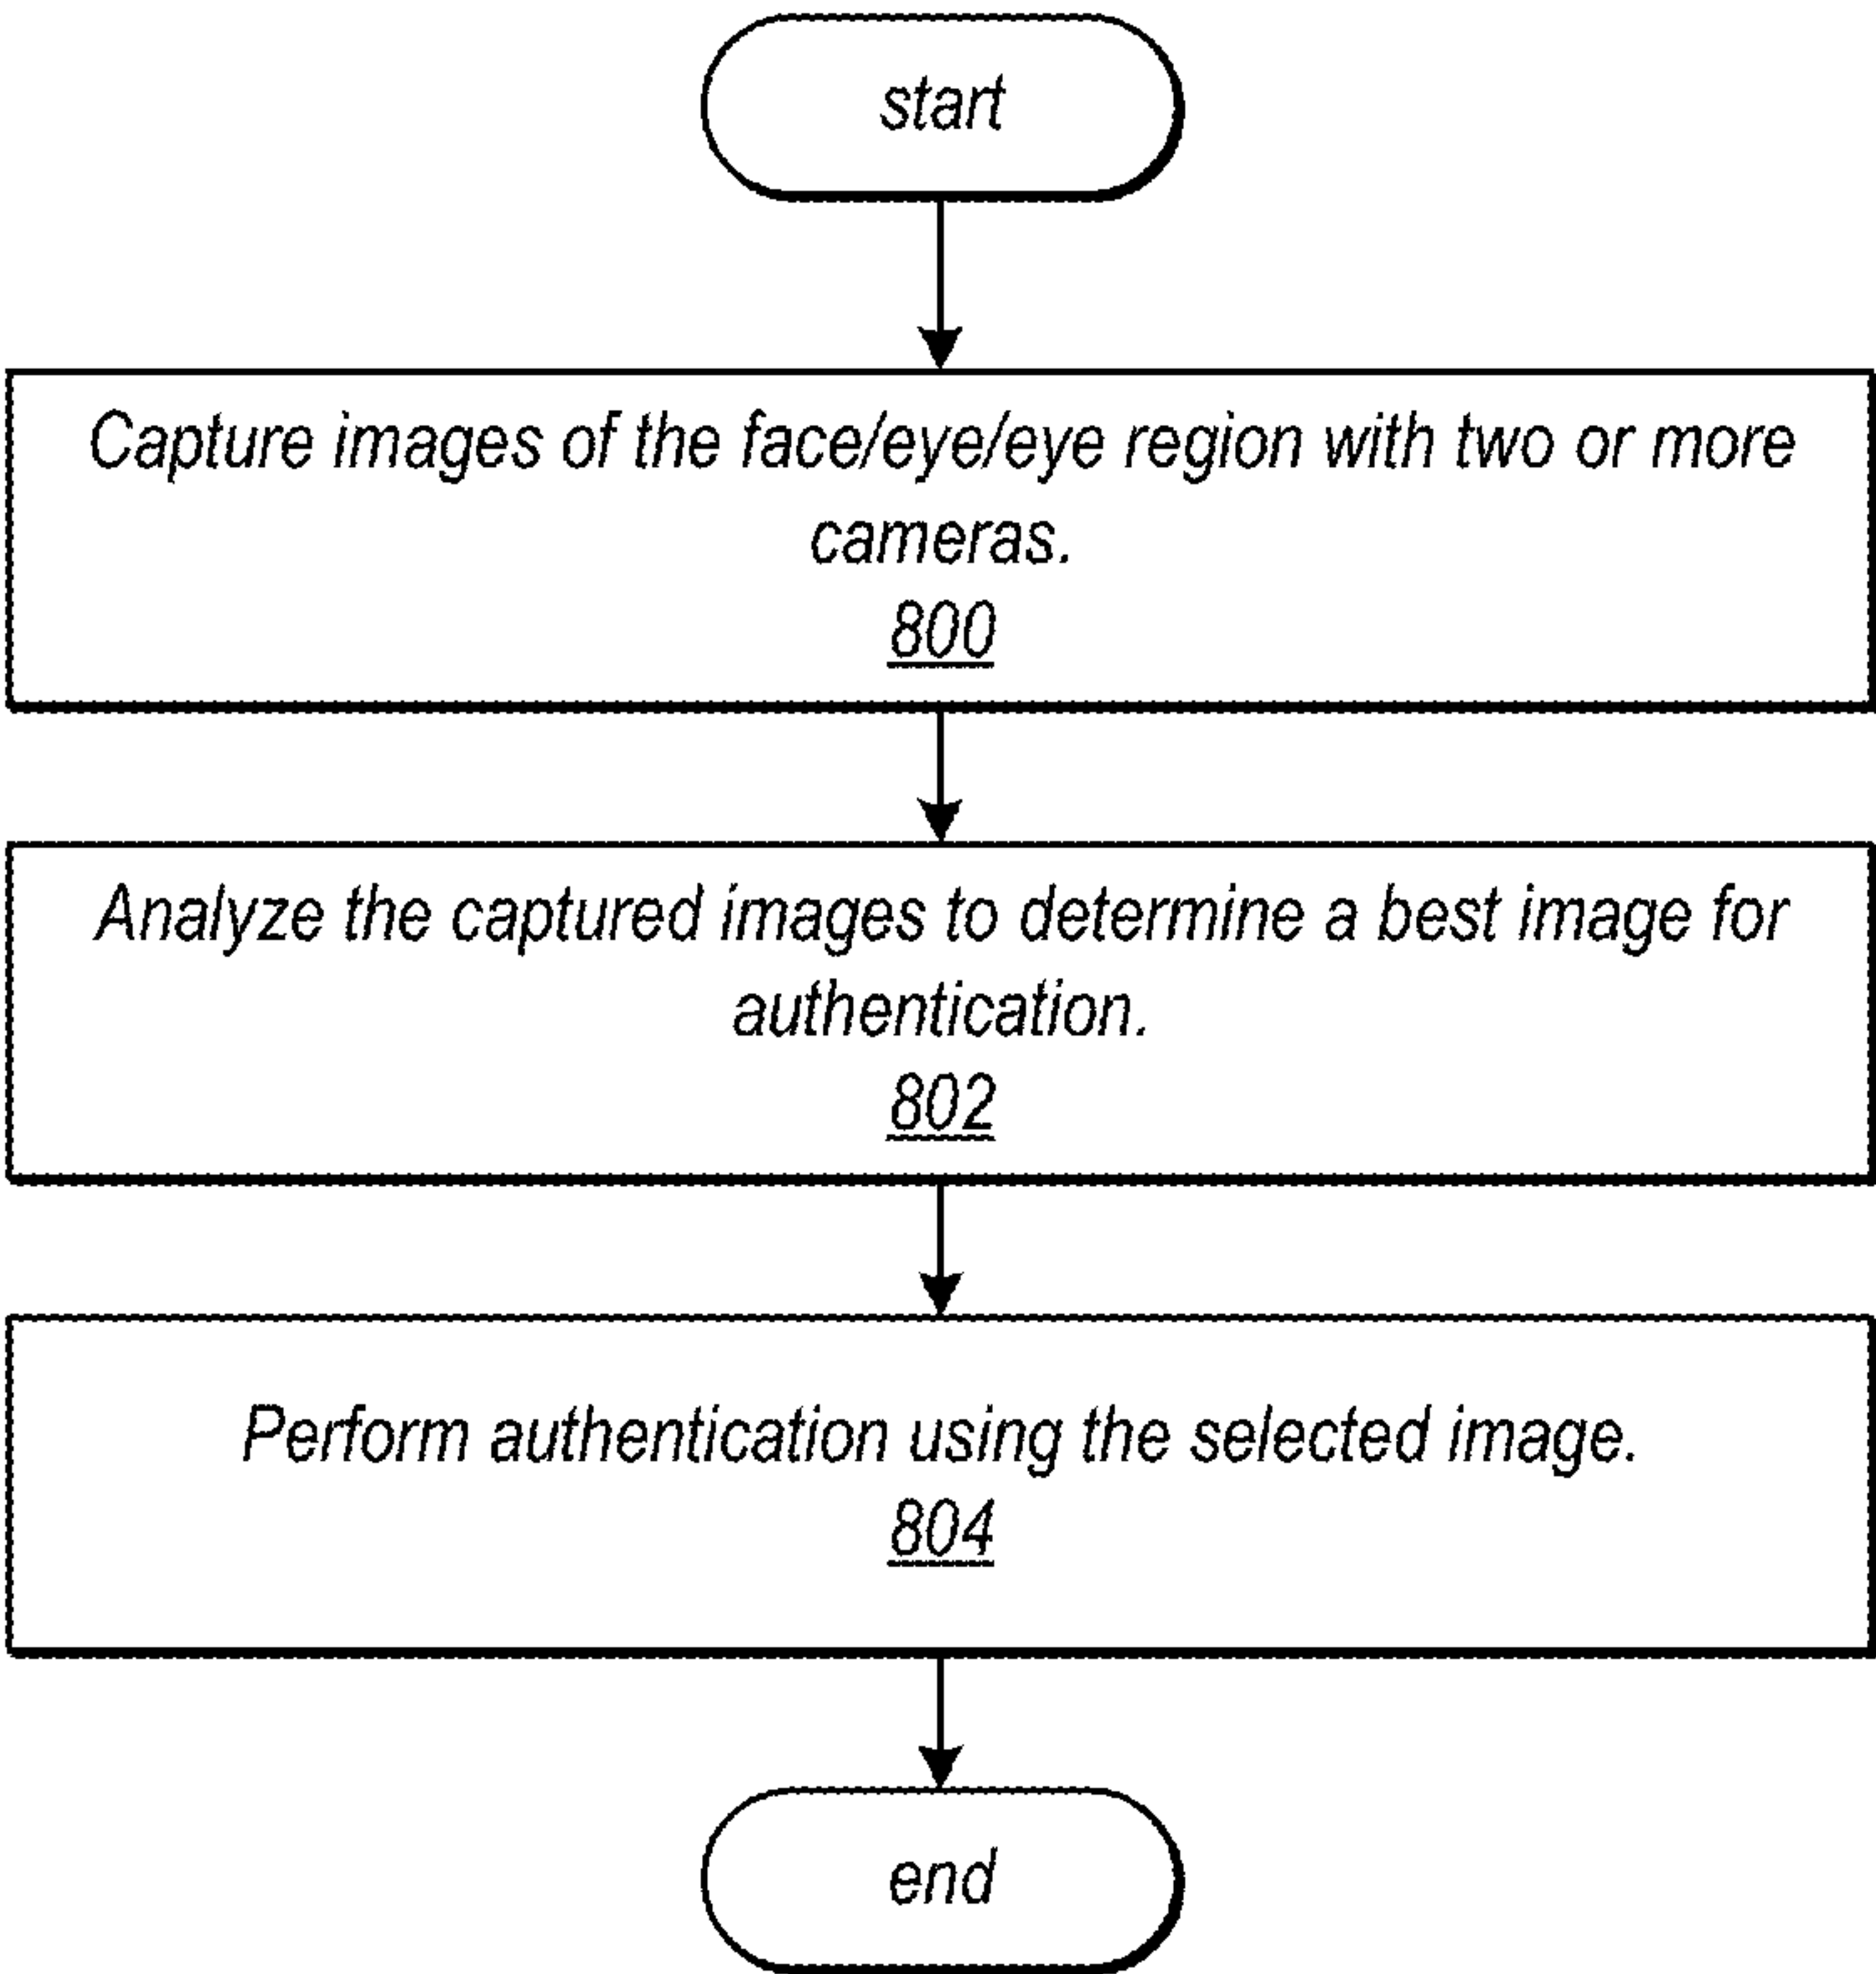 start
Capture images of the face/eye/eye region with two or more
cameras.
800
Analyze the captured images to determine a best image for
authentication.
802
Perform authentication using the selected image.
804
end